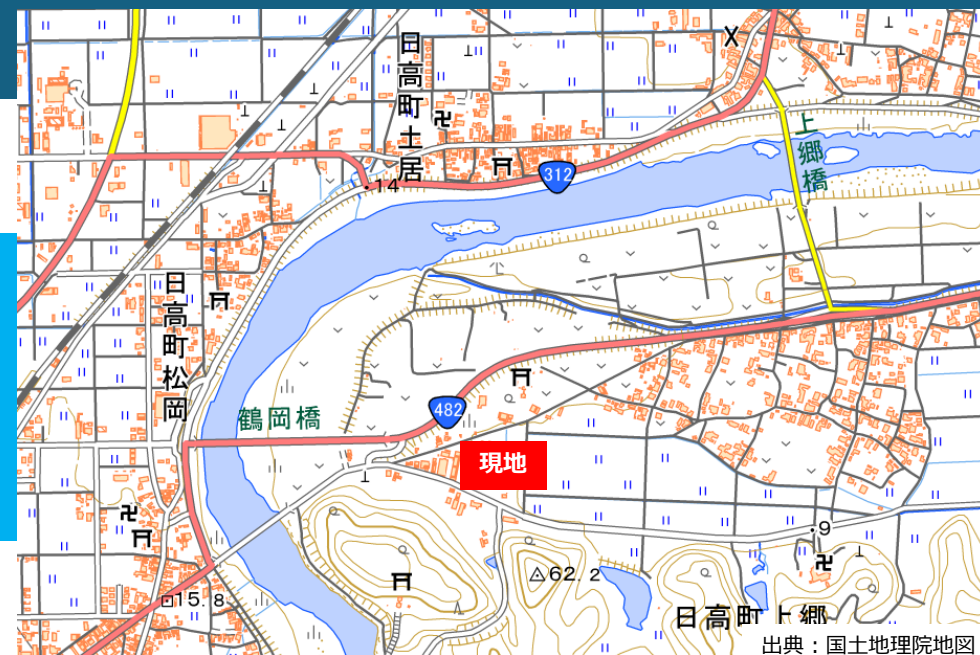 日高町土居
上郷橋
312
14
日高町松岡
鶴岡橋
482
現地
9
62.2
15.8
日高町上郷
出典：国土地理院地図